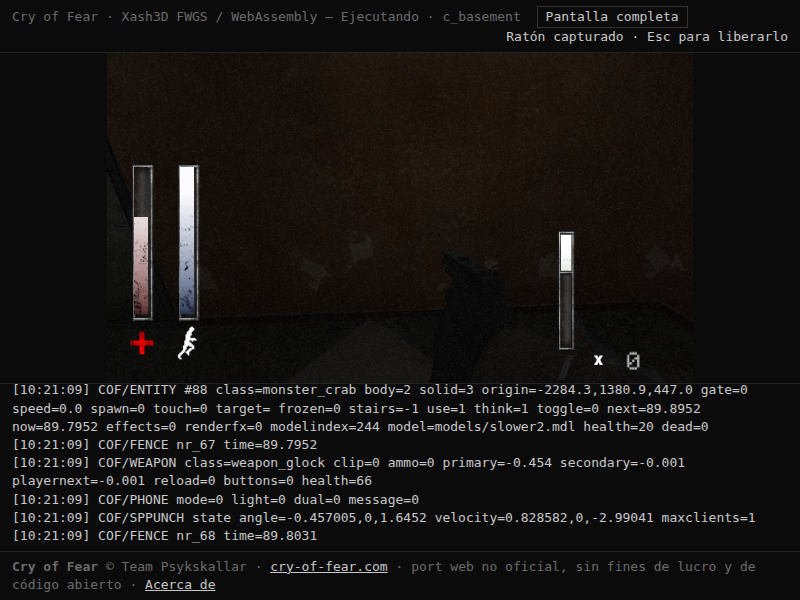 Cry of Fear · Xash3D FWGS / WebAssembly — Ejecutando · c_basement
Pantalla completa
Ratón capturado · Esc para liberarlo
x 0
[10:21:09] COF/ENTITY #88 class=monster_crab body=2 solid=3 origin=-2284.3,1380.9,447.0 gate=0
speed=0.0 spawn=0 touch=0 target= frozen=0 stairs=-1 use=1 think=1 toggle=0 next=89.8952
now=89.7952 effects=0 renderfx=0 modelindex=244 model=models/slower2.mdl health=20 dead=0
[10:21:09] COF/FENCE nr_67 time=89.7952
[10:21:09] COF/WEAPON class=weapon_glock clip=0 ammo=0 primary=-0.454 secondary=-0.001
playernext=-0.001 reload=0 buttons=0 health=66
[10:21:09] COF/PHONE mode=0 light=0 dual=0 message=0
[10:21:09] COF/SPPUNCH state angle=-0.457005,0,1.6452 velocity=0.828582,0,-2.99041 maxclients=1
[10:21:09] COF/FENCE nr_68 time=89.8031
Cry of Fear © Team Psykskallar · cry-of-fear.com · port web no oficial, sin fines de lucro y de
código abierto · Acerca de